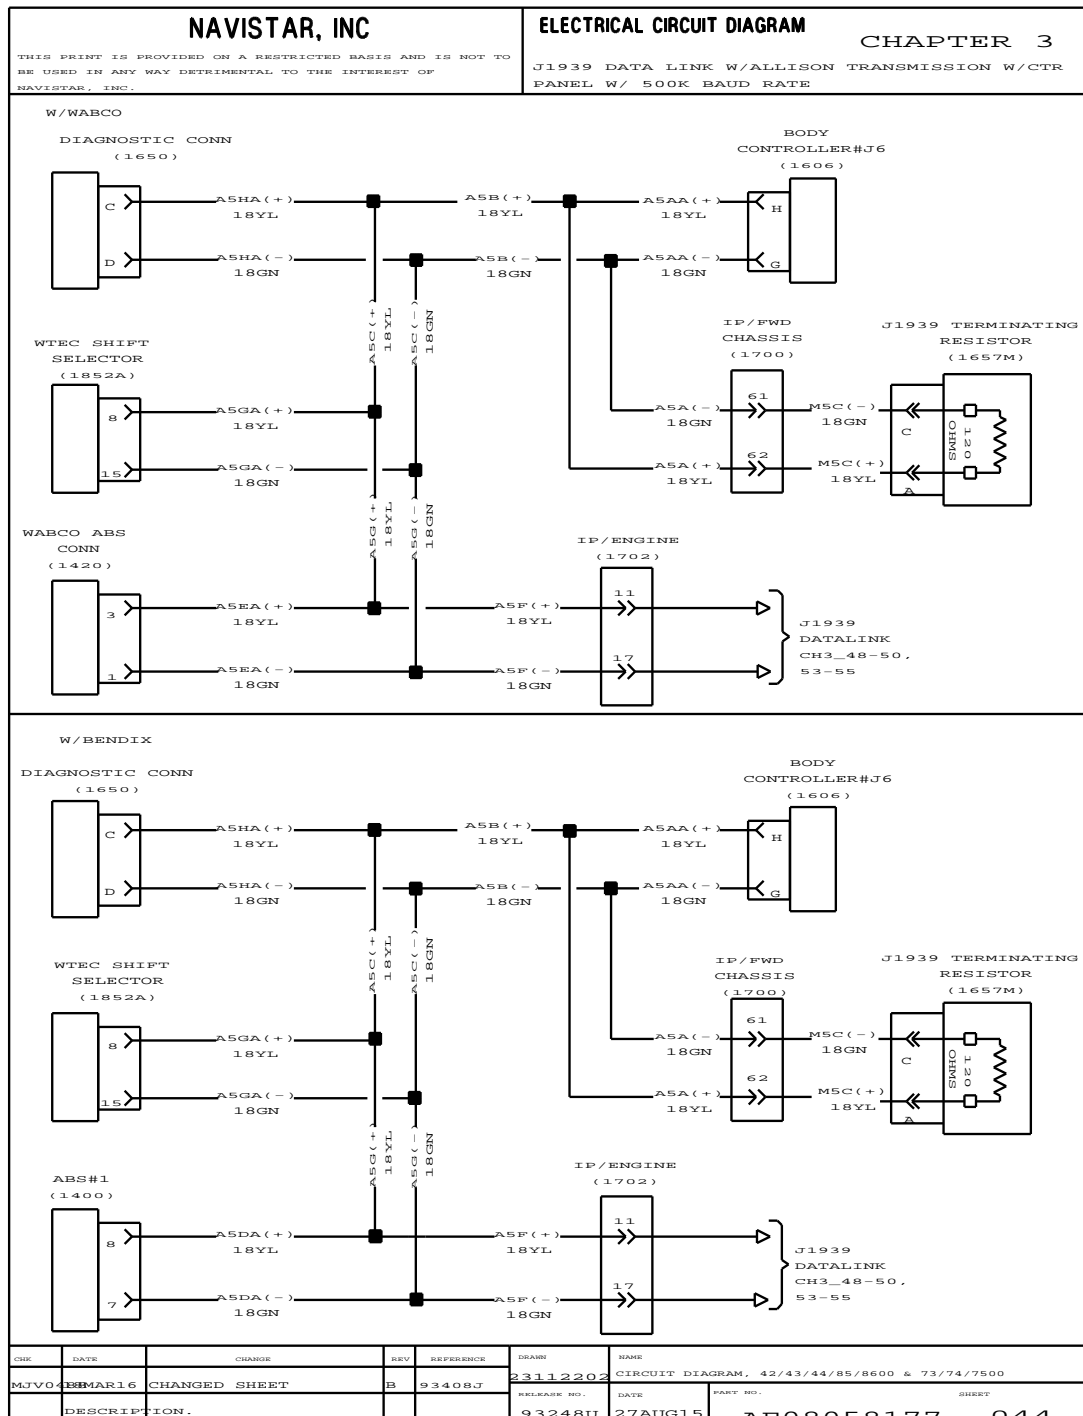 NAVISTAR, INC
THIS PRINT IS PROVIDED ON A RESTRICTED BASIS AND IS NOT TO
BE USED IN ANY WAY DETRIMENTAL TO THE INTEREST OF
NAVISTAR, INC.
ELECTRICAL CIRCUIT DIAGRAM
CHAPTER 3
J1939 DATA LINK W/ALLISON TRANSMISSION W/CTR
PANEL W/ 500K BAUD RATE
W/WABCO
DIAGNOSTIC CONN
(1650)
C
D
A5HA(+)
18YL
A5HA(-)
18GN
A5B(+)
18YL
A5B(-)
18GN
A5AA(+)
18YL
A5AA(-)
18GN
BODY
CONTROLLER#J6
(1606)
H
G
A5C(+)
18YL
A5C(-)
18GN
WTEC SHIFT
SELECTOR
(1852A)
8
15
A5GA(+)
18YL
A5GA(-)
18GN
IP/FWD
CHASSIS
(1700)
61
62
A5A(-)
18GN
A5A(+)
18YL
M5C(-)
18GN
M5C(+)
18YL
J1939 TERMINATING
RESISTOR
(1657M)
C
A
120
OHMS
A5G(+)
18YL
A5G(-)
18GN
WABCO ABS
CONN
(1420)
3
1
A5EA(+)
18YL
A5EA(-)
18GN
A5F(+)
18YL
A5F(-)
18GN
IP/ENGINE
(1702)
11
17
J1939
DATALINK
CH3_48-50,
53-55
W/BENDIX
DIAGNOSTIC CONN
(1650)
C
D
A5HA(+)
18YL
A5HA(-)
18GN
A5B(+)
18YL
A5B(-)
18GN
A5AA(+)
18YL
A5AA(-)
18GN
BODY
CONTROLLER#J6
(1606)
H
G
A5C(+)
18YL
A5C(-)
18GN
WTEC SHIFT
SELECTOR
(1852A)
8
15
A5GA(+)
18YL
A5GA(-)
18GN
IP/FWD
CHASSIS
(1700)
61
62
A5A(-)
18GN
A5A(+)
18YL
M5C(-)
18GN
M5C(+)
18YL
J1939 TERMINATING
RESISTOR
(1657M)
C
A
120
OHMS
A5G(+)
18YL
A5G(-)
18GN
ABS#1
(1400)
8
7
A5DA(+)
18YL
A5DA(-)
18GN
A5F(+)
18YL
A5F(-)
18GN
IP/ENGINE
(1702)
11
17
J1939
DATALINK
CH3_48-50,
53-55
CHK DATE CHANGE REV REFERENCE DRAWN NAME
CHANGED SHEET B 93408J 23112202 CIRCUIT DIAGRAM, 42/43/44/85/8600 & 73/74/7500
RELEASE NO. DATE PART NO. SHEET
DESCRIPTION. 93248U 27AUG15